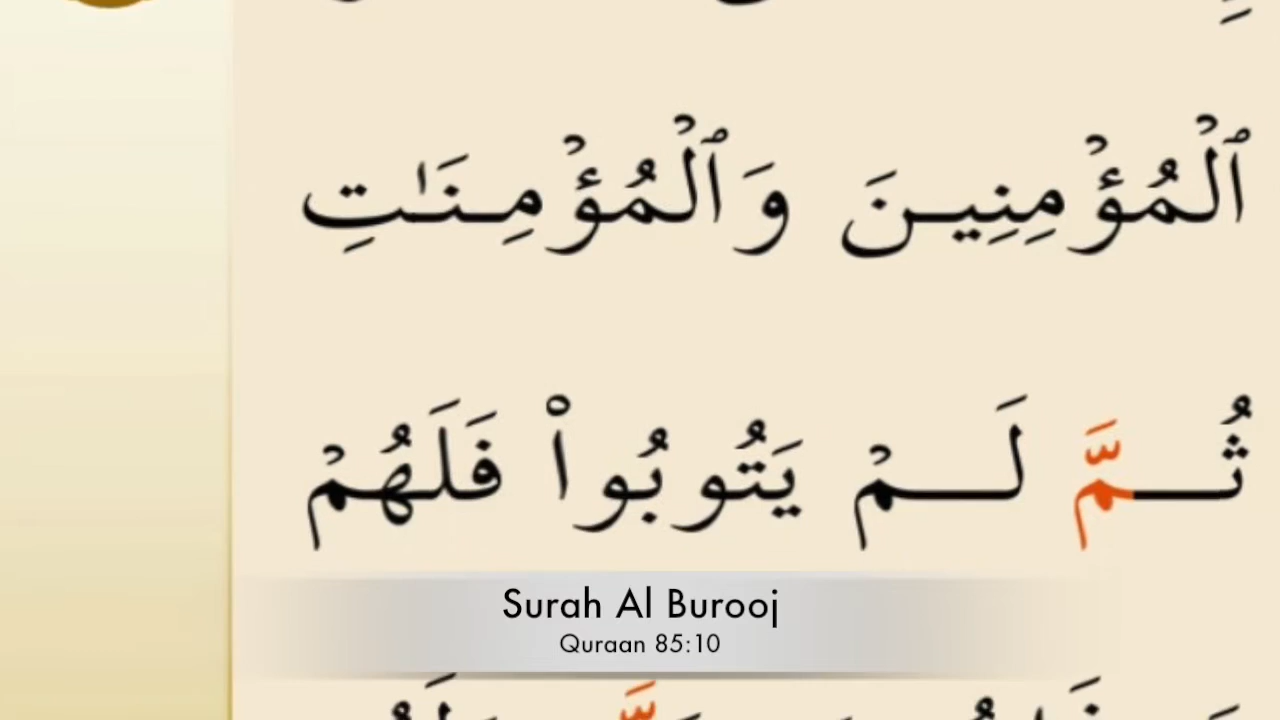 ٱلْمُؤْمِنِينَ وَٱلْمُؤْمِنَـٰتِ
ثُمَّ لَمْ يَتُوبُوا۟ فَلَهُمْ
Surah Al Burooj
Quraan 85:10